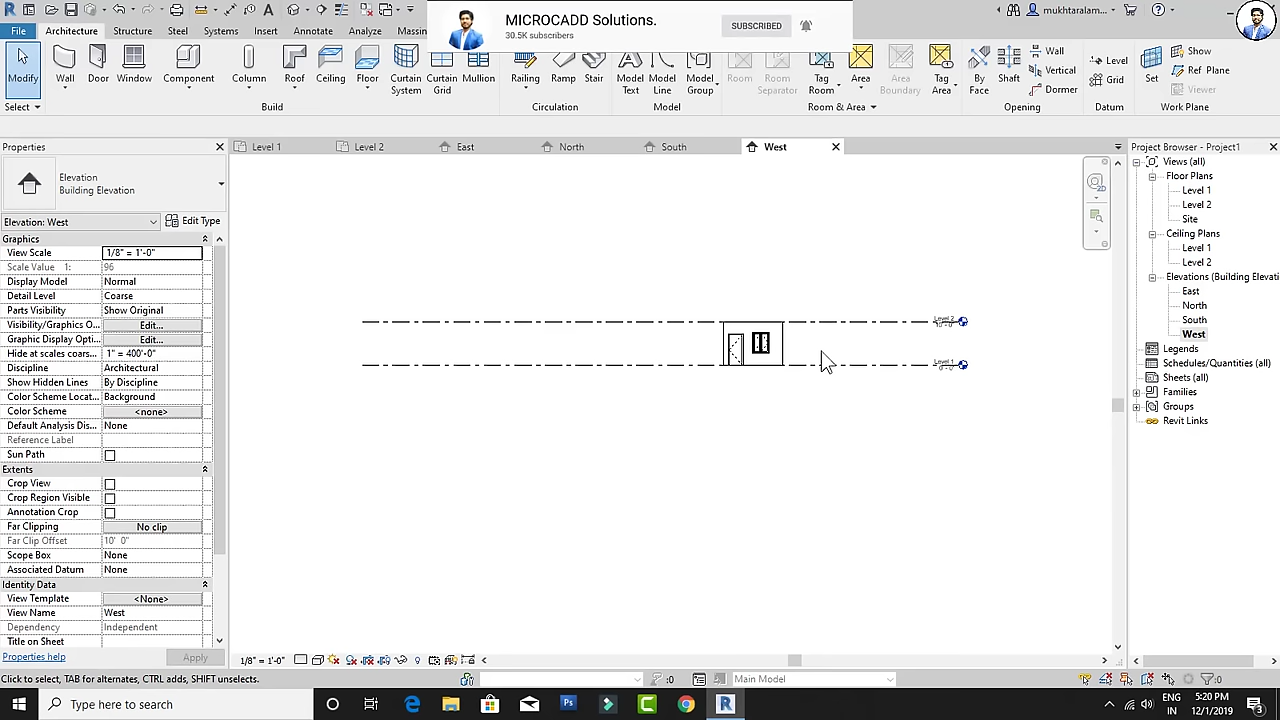 MICROCADD Solutions.
30.5K subscribers
SUBSCRIBED
mukhtaralam...
File
Architecture
Structure
Steel
Systems
Insert
Annotate
Analyze
Massin
Modify
Wall
Door
Window
Component
Column
Roof
Ceiling
Floor
Curtain System
Curtain Grid
Mullion
Railing
Ramp
Stair
Model Text
Model Line
Model Group
Room
Room Separator
Tag Room
Area
Area Boundary
Tag Area
By Face
Shaft
Wall
Vertical
Dormer
Level
Grid
Set
Show
Ref Plane
Viewer
Select
Build
Circulation
Model
Room & Area
Opening
Datum
Work Plane
Properties
Level 1
Level 2
East
North
South
West
Project Browser - Project1
Elevation
Building Elevation
Elevation: West
Edit Type
Graphics
View Scale 1/8" = 1'-0"
Scale Value 1: 96
Display Model Normal
Detail Level Coarse
Parts Visibility Show Original
Visibility/Graphics O... Edit...
Graphic Display Opti... Edit...
Hide at scales coars... 1" = 400'-0"
Discipline Architectural
Show Hidden Lines By Discipline
Color Scheme Locat... Background
Color Scheme <none>
Default Analysis Dis... None
Reference Label
Sun Path
Extents
Crop View
Crop Region Visible
Annotation Crop
Far Clipping No clip
Far Clip Offset 10' 0"
Scope Box None
Associated Datum None
Identity Data
View Template <None>
View Name West
Dependency Independent
Title on Sheet
Properties help
Apply
2D
Level 2
Level 1
Views (all)
Floor Plans
Level 1
Level 2
Site
Ceiling Plans
Level 1
Level 2
Elevations (Building Elevati
East
North
South
West
Legends
Schedules/Quantities (all)
Sheets (all)
Families
Groups
Revit Links
1/8" = 1'-0"
Click to select, TAB for alternates, CTRL adds, SHIFT unselects.
:0
Main Model
:0
Type here to search
ENG
IN
5:20 PM
12/1/2019